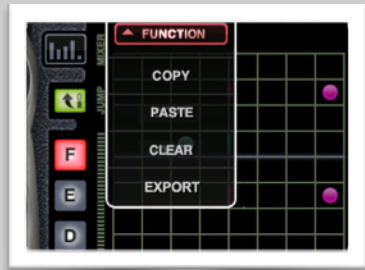 FUNCTION
MIXER
COPY
JUMP
PASTE
F
CLEAR
E
EXPORT
D